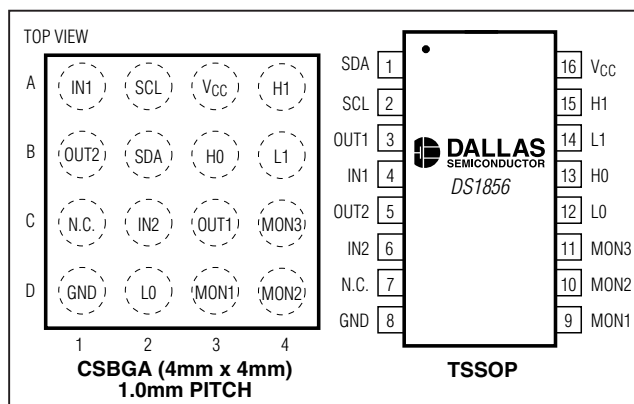 TOP VIEW
A IN1 SCL VCC H1
B OUT2 SDA H0 L1
C N.C. IN2 OUT1 MON3
D GND L0 MON1 MON2
1 2 3 4
CSBGA (4mm x 4mm)
1.0mm PITCH
SDA 1 16 VCC
SCL 2 15 H1
OUT1 3 14 L1
IN1 4 13 H0
OUT2 5 12 L0
IN2 6 11 MON3
N.C. 7 10 MON2
GND 8 9 MON1
DALLAS
SEMICONDUCTOR
DS1856
TSSOP